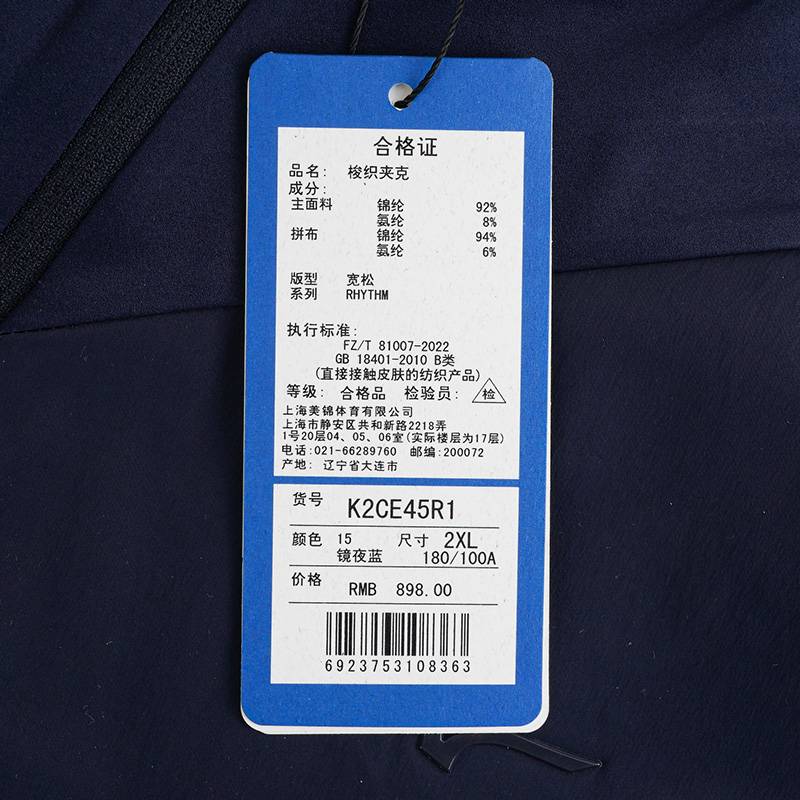 合格证
品名: 梭织夹克
成分:
主面料 锦纶 92%
氨纶 8%
拼布 锦纶 94%
氨纶 6%
版型 宽松
系列 RHYTHM
执行标准:
FZ/T 81007-2022
GB 18401-2010 B类
(直接接触皮肤的纺织产品)
等级: 合格品 检验员: 检
上海美锦体育有限公司
上海市静安区共和新路2218弄
1号20层04、05、06室(实际楼层为17层)
电话:021-66289760 邮编:200072
产地: 辽宁省大连市
货号 K2CE45R1
颜色 15 尺寸 2XL
镜夜蓝 180/100A
价格 RMB 898.00
6923753108363